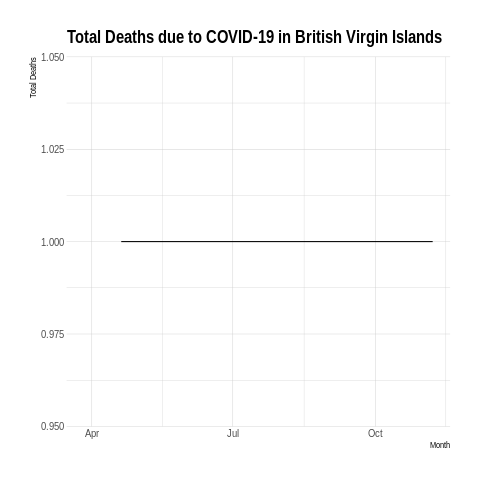 Total Deaths due to COVID-19 in British Virgin Islands
Total Deaths
1.050
1.025
1.000
0.975
0.950
Apr
Jul
Oct
Month